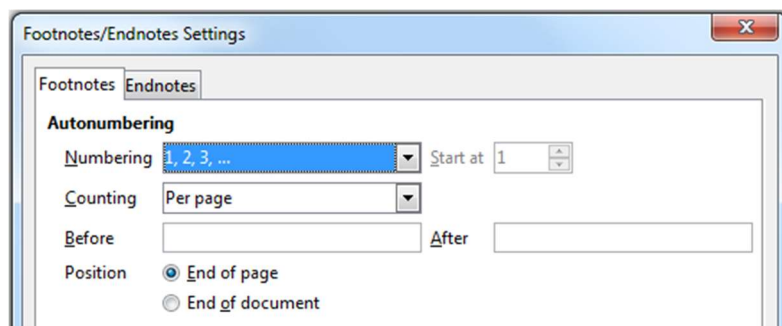 Footnotes/Endnotes Settings
Footnotes Endnotes
Autonumbering
Numbering 1, 2, 3, ... Start at 1
Counting Per page
Before After
Position End of page
End of document